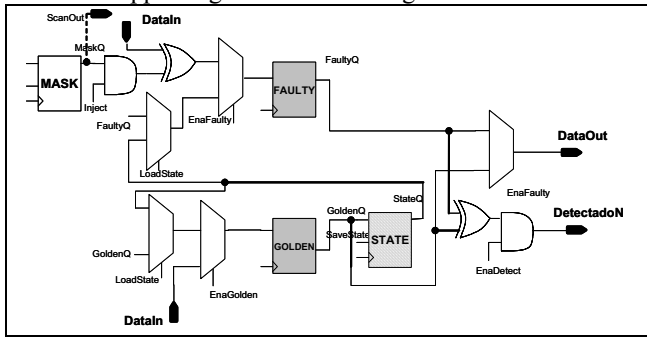 ScanOut
DataIn
MaskQ
MASK
Inject
FaultyQ
FAULTY
FaultyQ
EnaFaulty
LoadState
DataOut
EnaFaulty
StateQ
GoldenQ
SaveState
STATE
DetectadoN
GOLDEN
GoldenQ
LoadState
EnaGolden
EnaDetect
DataIn